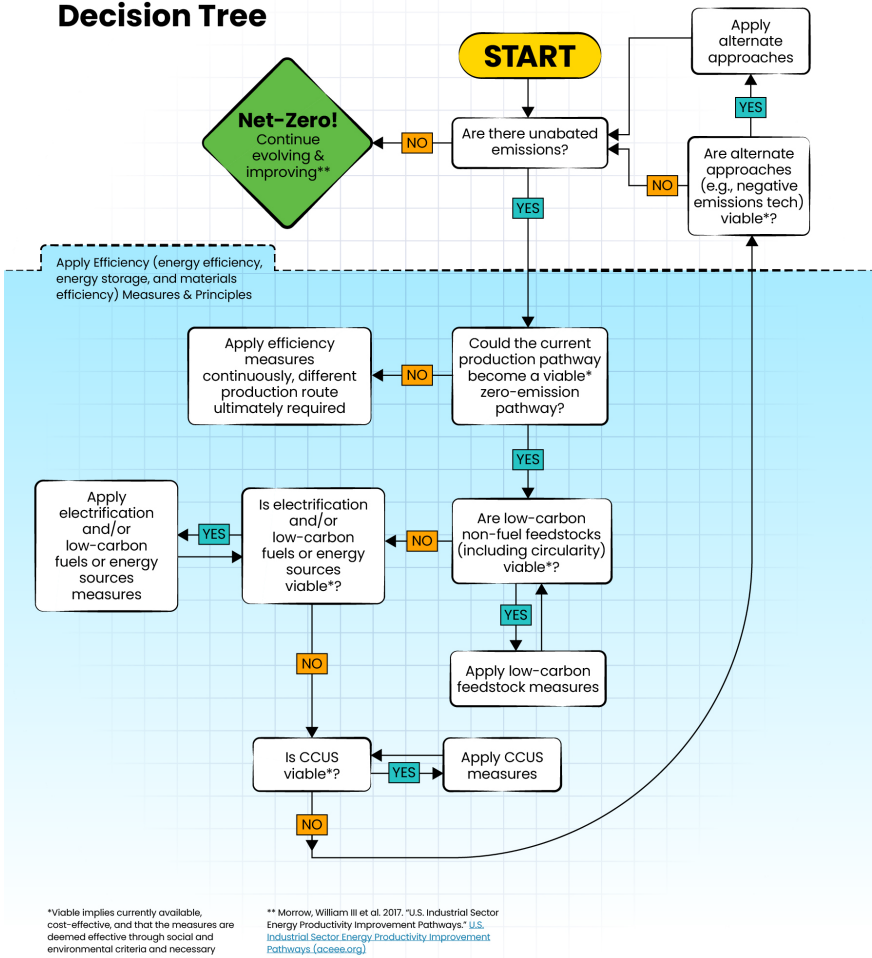 Decision Tree
START
Apply
alternate
approaches
YES
Net-Zero!
Continue
evolving &
improving**
NO
Are there unabated
emissions?
Are alternate
approaches
(e.g., negative
emissions tech)
viable*?
NO
YES
Apply Efficiency (energy efficiency,
energy storage, and materials
efficiency) Measures & Principles
Apply efficiency
measures
continuously, different
production route
ultimately required
NO
Could the current
production pathway
become a viable*
zero-emission
pathway?
YES
Apply
electrification
and/or
low-carbon
fuels or energy
sources
measures
YES
Is electrification
and/or
low-carbon
fuels or energy
sources
viable*?
NO
Are low-carbon
non-fuel feedstocks
(including circularity)
viable*?
YES
NO
Apply low-carbon
feedstock measures
Is CCUS
viable*?
YES
Apply CCUS
measures
NO
*Viable implies currently available,
cost-effective, and that the measures are
deemed effective through social and
environmental criteria and necessary
** Morrow, William III et al. 2017. “U.S. Industrial Sector
Energy Productivity Improvement Pathways.” U.S.
Industrial Sector Energy Productivity Improvement
Pathways (aceee.org)